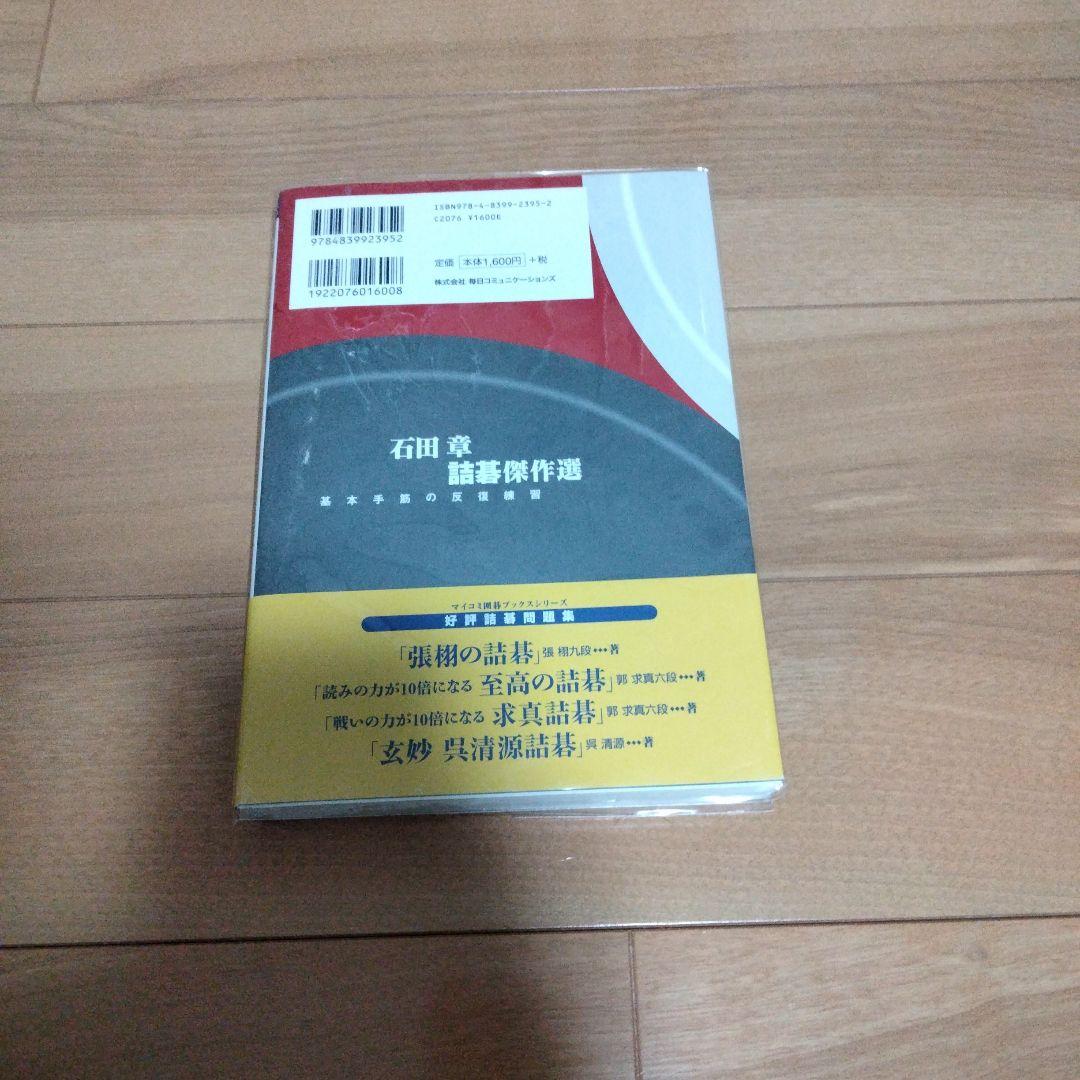 ISBN978-4-8399-2395-2
C2076 ¥1600E
9784839923952
定価 本体1,600円 +税
1922076016008
株式会社 毎日コミュニケーションズ
石田 章
詰碁傑作選
基本手筋の反復練習
マイコミ囲碁ブックスシリーズ
好評詰碁問題集
「張栩の詰碁」張 栩九段・・・著
「読みの力が10倍になる 至高の詰碁」郭 求真六段・・・著
「戦いの力が10倍になる 求真詰碁」郭 求真六段・・・著
「玄妙 呉清源詰碁」呉 清源・・・著